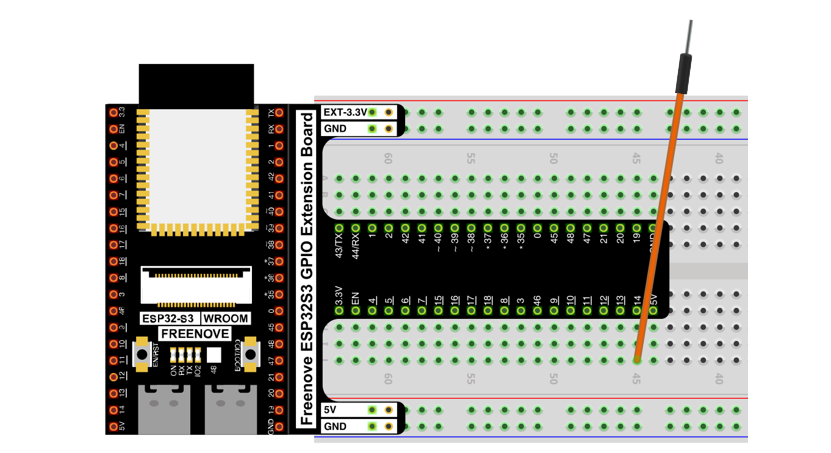 3.3
EN
4
5
6
7
15
16
17
18
8
3
46
9
10
11
12
13
14
5V
TX
RX
1
2
42
41
40
39
38
37
36
35
0
45
48
47
21
20
19
GND
ESP32-S3 WROOM
FREENOVE
EN/RST
ON
RX
TX
IO2
48
Freenove ESP32S3 GPIO Extension Board
EXT-3.3V
GND
60 55 50 45 40
43/TX 44/RX 1 2 42 41 ~ 40 ~ 39 ~ 38 * 37 * 36 * 35 0 45 48 47 21 20 19 GND
3.3V EN 4 5 6 7 15 16 17 18 8 3 46 9 10 11 12 13 14 5V
60 55 50 45 40
5V
GND